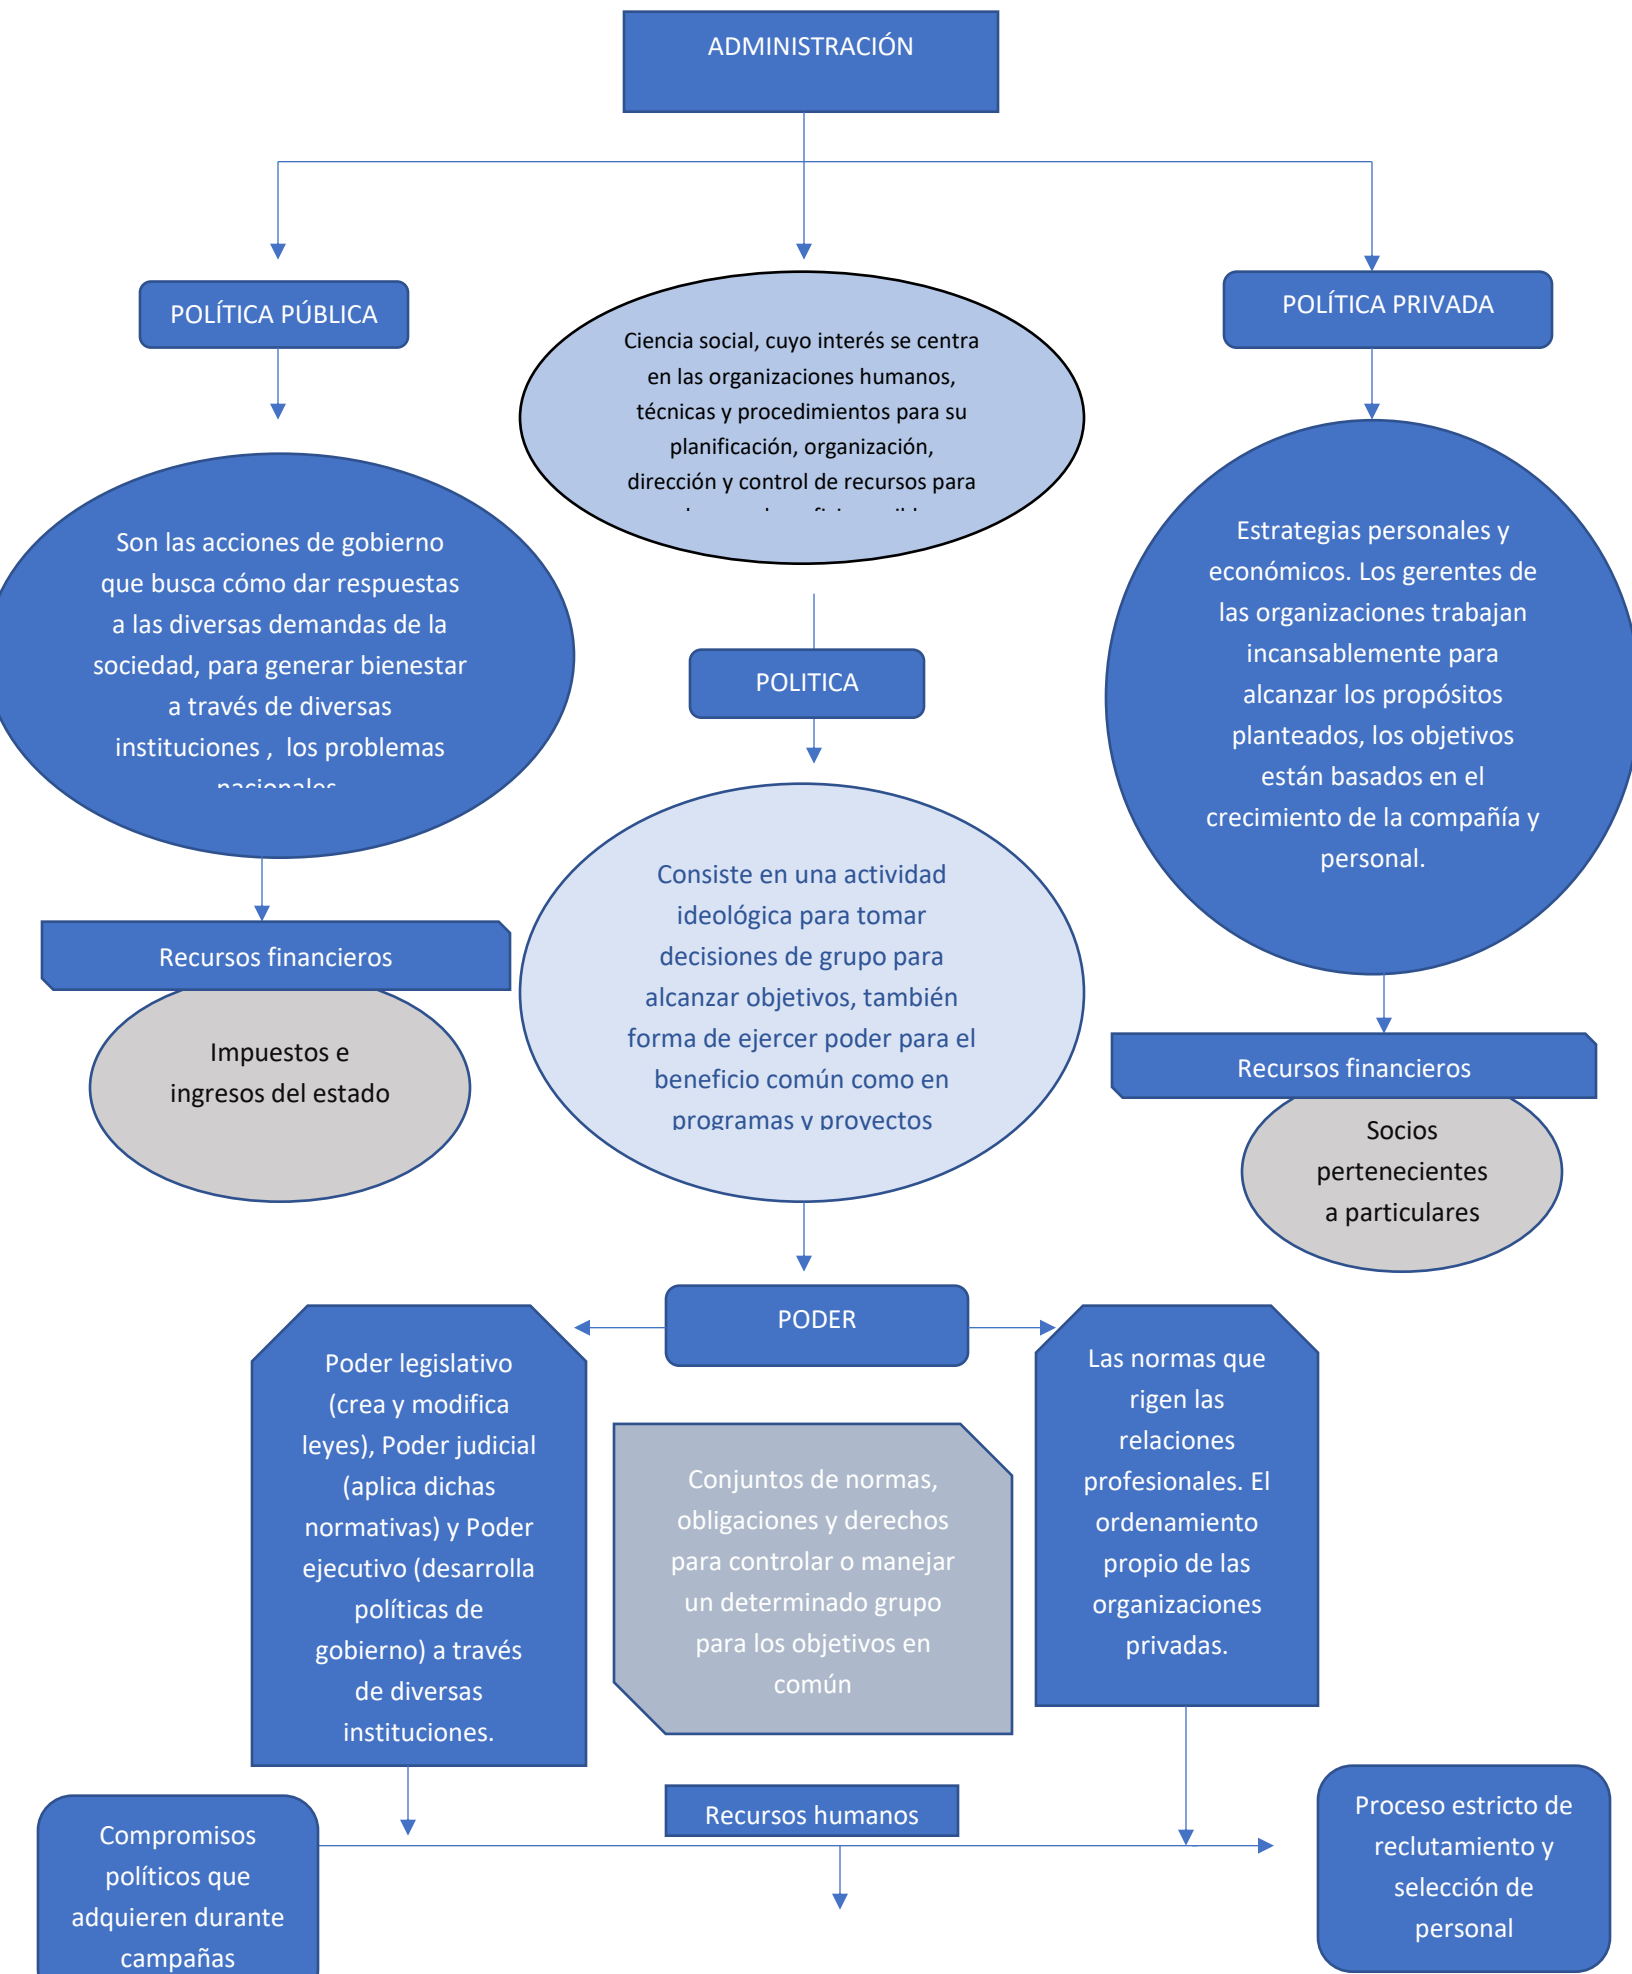 ADMINISTRACIÓN
POLÍTICA PÚBLICA
POLÍTICA PRIVADA
Ciencia social, cuyo interés se centra
en las organizaciones humanos,
técnicas y procedimientos para su
planificación, organización,
dirección y control de recursos para
Son las acciones de gobierno
que busca cómo dar respuestas
a las diversas demandas de la
sociedad, para generar bienestar
a través de diversas
instituciones , los problemas
nacionales
Estrategias personales y
económicos. Los gerentes de
las organizaciones trabajan
incansablemente para
alcanzar los propósitos
planteados, los objetivos
están basados en el
crecimiento de la compañía y
personal.
POLITICA
Consiste en una actividad
ideológica para tomar
decisiones de grupo para
alcanzar objetivos, también
forma de ejercer poder para el
beneficio común como en
programas y proyectos
Recursos financieros
Impuestos e
ingresos del estado
Recursos financieros
Socios
pertenecientes
a particulares
PODER
Poder legislativo
(crea y modifica
leyes), Poder judicial
(aplica dichas
normativas) y Poder
ejecutivo (desarrolla
políticas de
gobierno) a través
de diversas
instituciones.
Conjuntos de normas,
obligaciones y derechos
para controlar o manejar
un determinado grupo
para los objetivos en
común
Las normas que
rigen las
relaciones
profesionales. El
ordenamiento
propio de las
organizaciones
privadas.
Recursos humanos
Compromisos
políticos que
adquieren durante
campañas
Proceso estricto de
reclutamiento y
selección de
personal